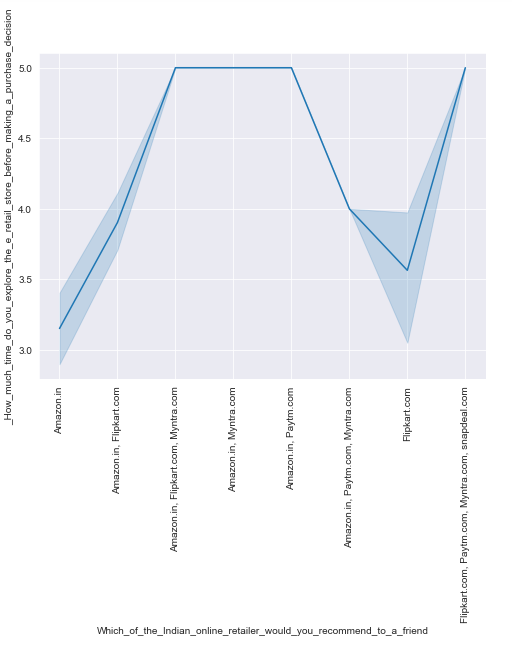 _How_much_time_do_you_explore_the_e_retail_store_before_making_a_purchase_decision
5.0
4.5
4.0
3.5
3.0
Amazon.in
Amazon.in, Flipkart.com
Amazon.in, Flipkart.com, Myntra.com
Amazon.in, Myntra.com
Amazon.in, Paytm.com
Amazon.in, Paytm.com, Myntra.com
Flipkart.com
Flipkart.com, Paytm.com, Myntra.com, snapdeal.com
Which_of_the_Indian_online_retailer_would_you_recommend_to_a_friend